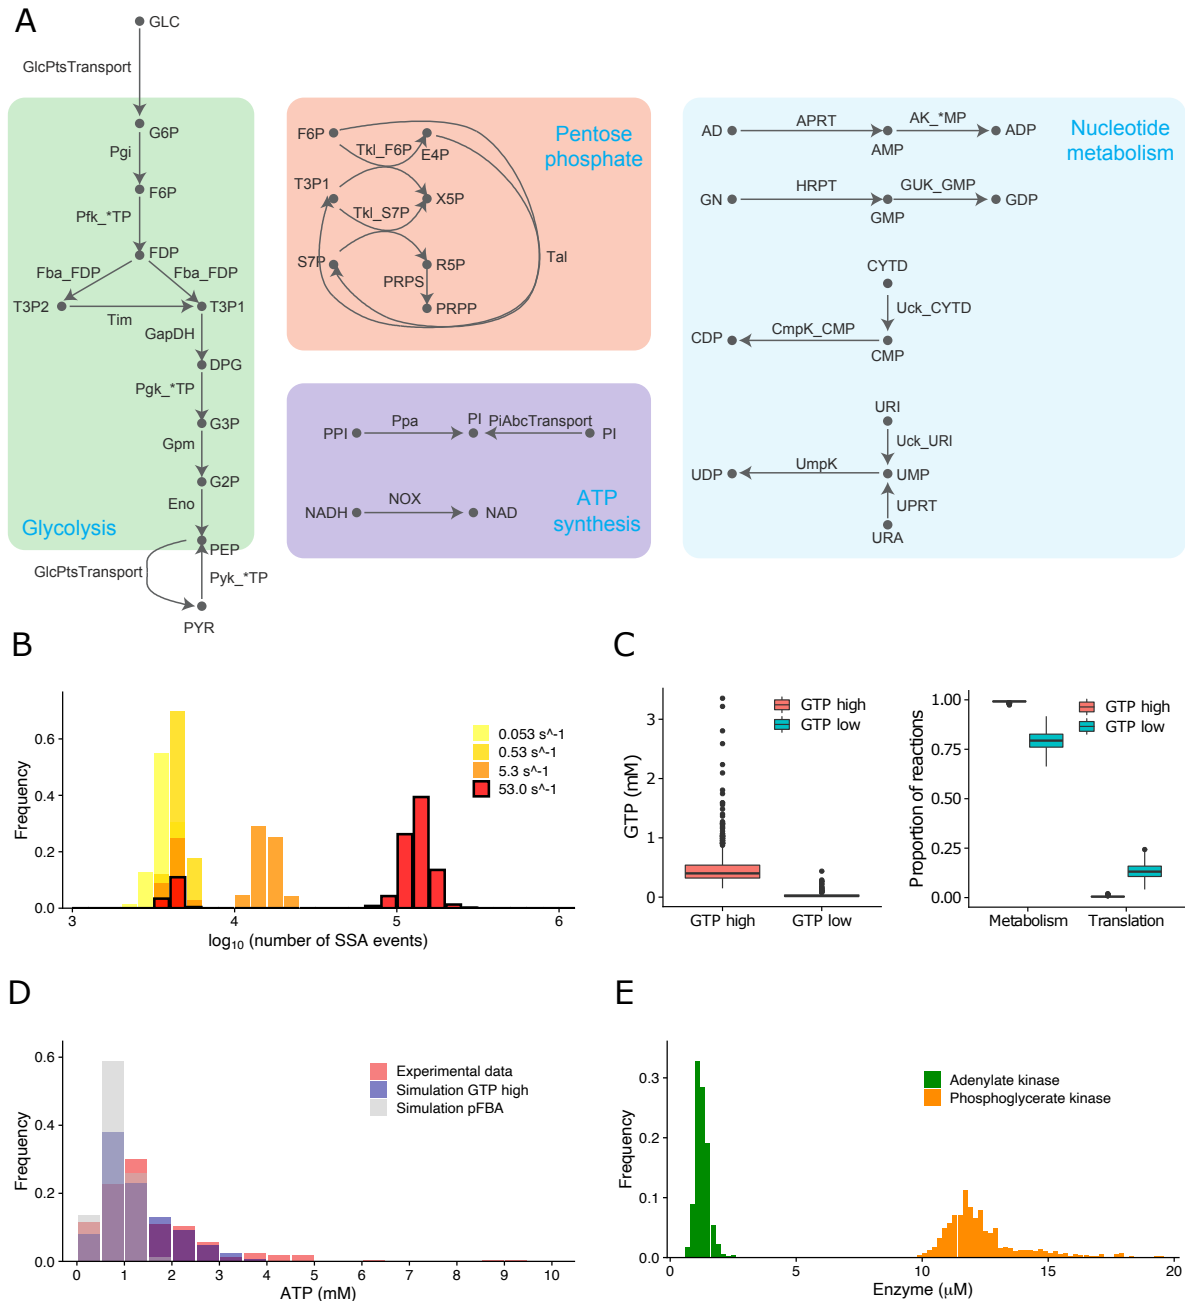 A
GLC
GlcPtsTransport
G6P
Pgi
F6P
Pfk_*TP
FDP
Fba_FDP
Fba_FDP
T3P2
T3P1
Tim
GapDH
DPG
Pgk_*TP
G3P
Gpm
G2P
Eno
Glycolysis
PEP
GlcPtsTransport
Pyk_*TP
PYR
F6P
Pentose
phosphate
Tkl_F6P
E4P
T3P1
X5P
Tkl_S7P
S7P
R5P
Tal
PRPS
PRPP
Ppa
PI
PiAbcTransport
PPI
PI
NOX
NADH
NAD
ATP
synthesis
AD
APRT
AK_*MP
ADP
AMP
Nucleotide
metabolism
GN
HRPT
GUK_GMP
GDP
GMP
CYTD
Uck_CYTD
CDP
CmpK_CMP
CMP
URI
Uck_URI
UDP
UmpK
UMP
UPRT
URA
B
Frequency
0.6
0.4
0.2
0.0
0.053 s^-1
0.53 s^-1
5.3 s^-1
53.0 s^-1
3
4
5
6
log10 (number of SSA events)
C
GTP (mM)
3
2
1
0
GTP high
GTP low
GTP high
GTP low
Proportion of reactions
1.00
0.75
0.50
0.25
0.00
GTP high
GTP low
Metabolism
Translation
D
Frequency
0.6
0.4
0.2
0.0
Experimental data
Simulation GTP high
Simulation pFBA
0
1
2
3
4
5
6
7
8
9
10
ATP (mM)
E
Frequency
0.3
0.2
0.1
0.0
Adenylate kinase
Phosphoglycerate kinase
0
5
10
15
20
Enzyme (μM)